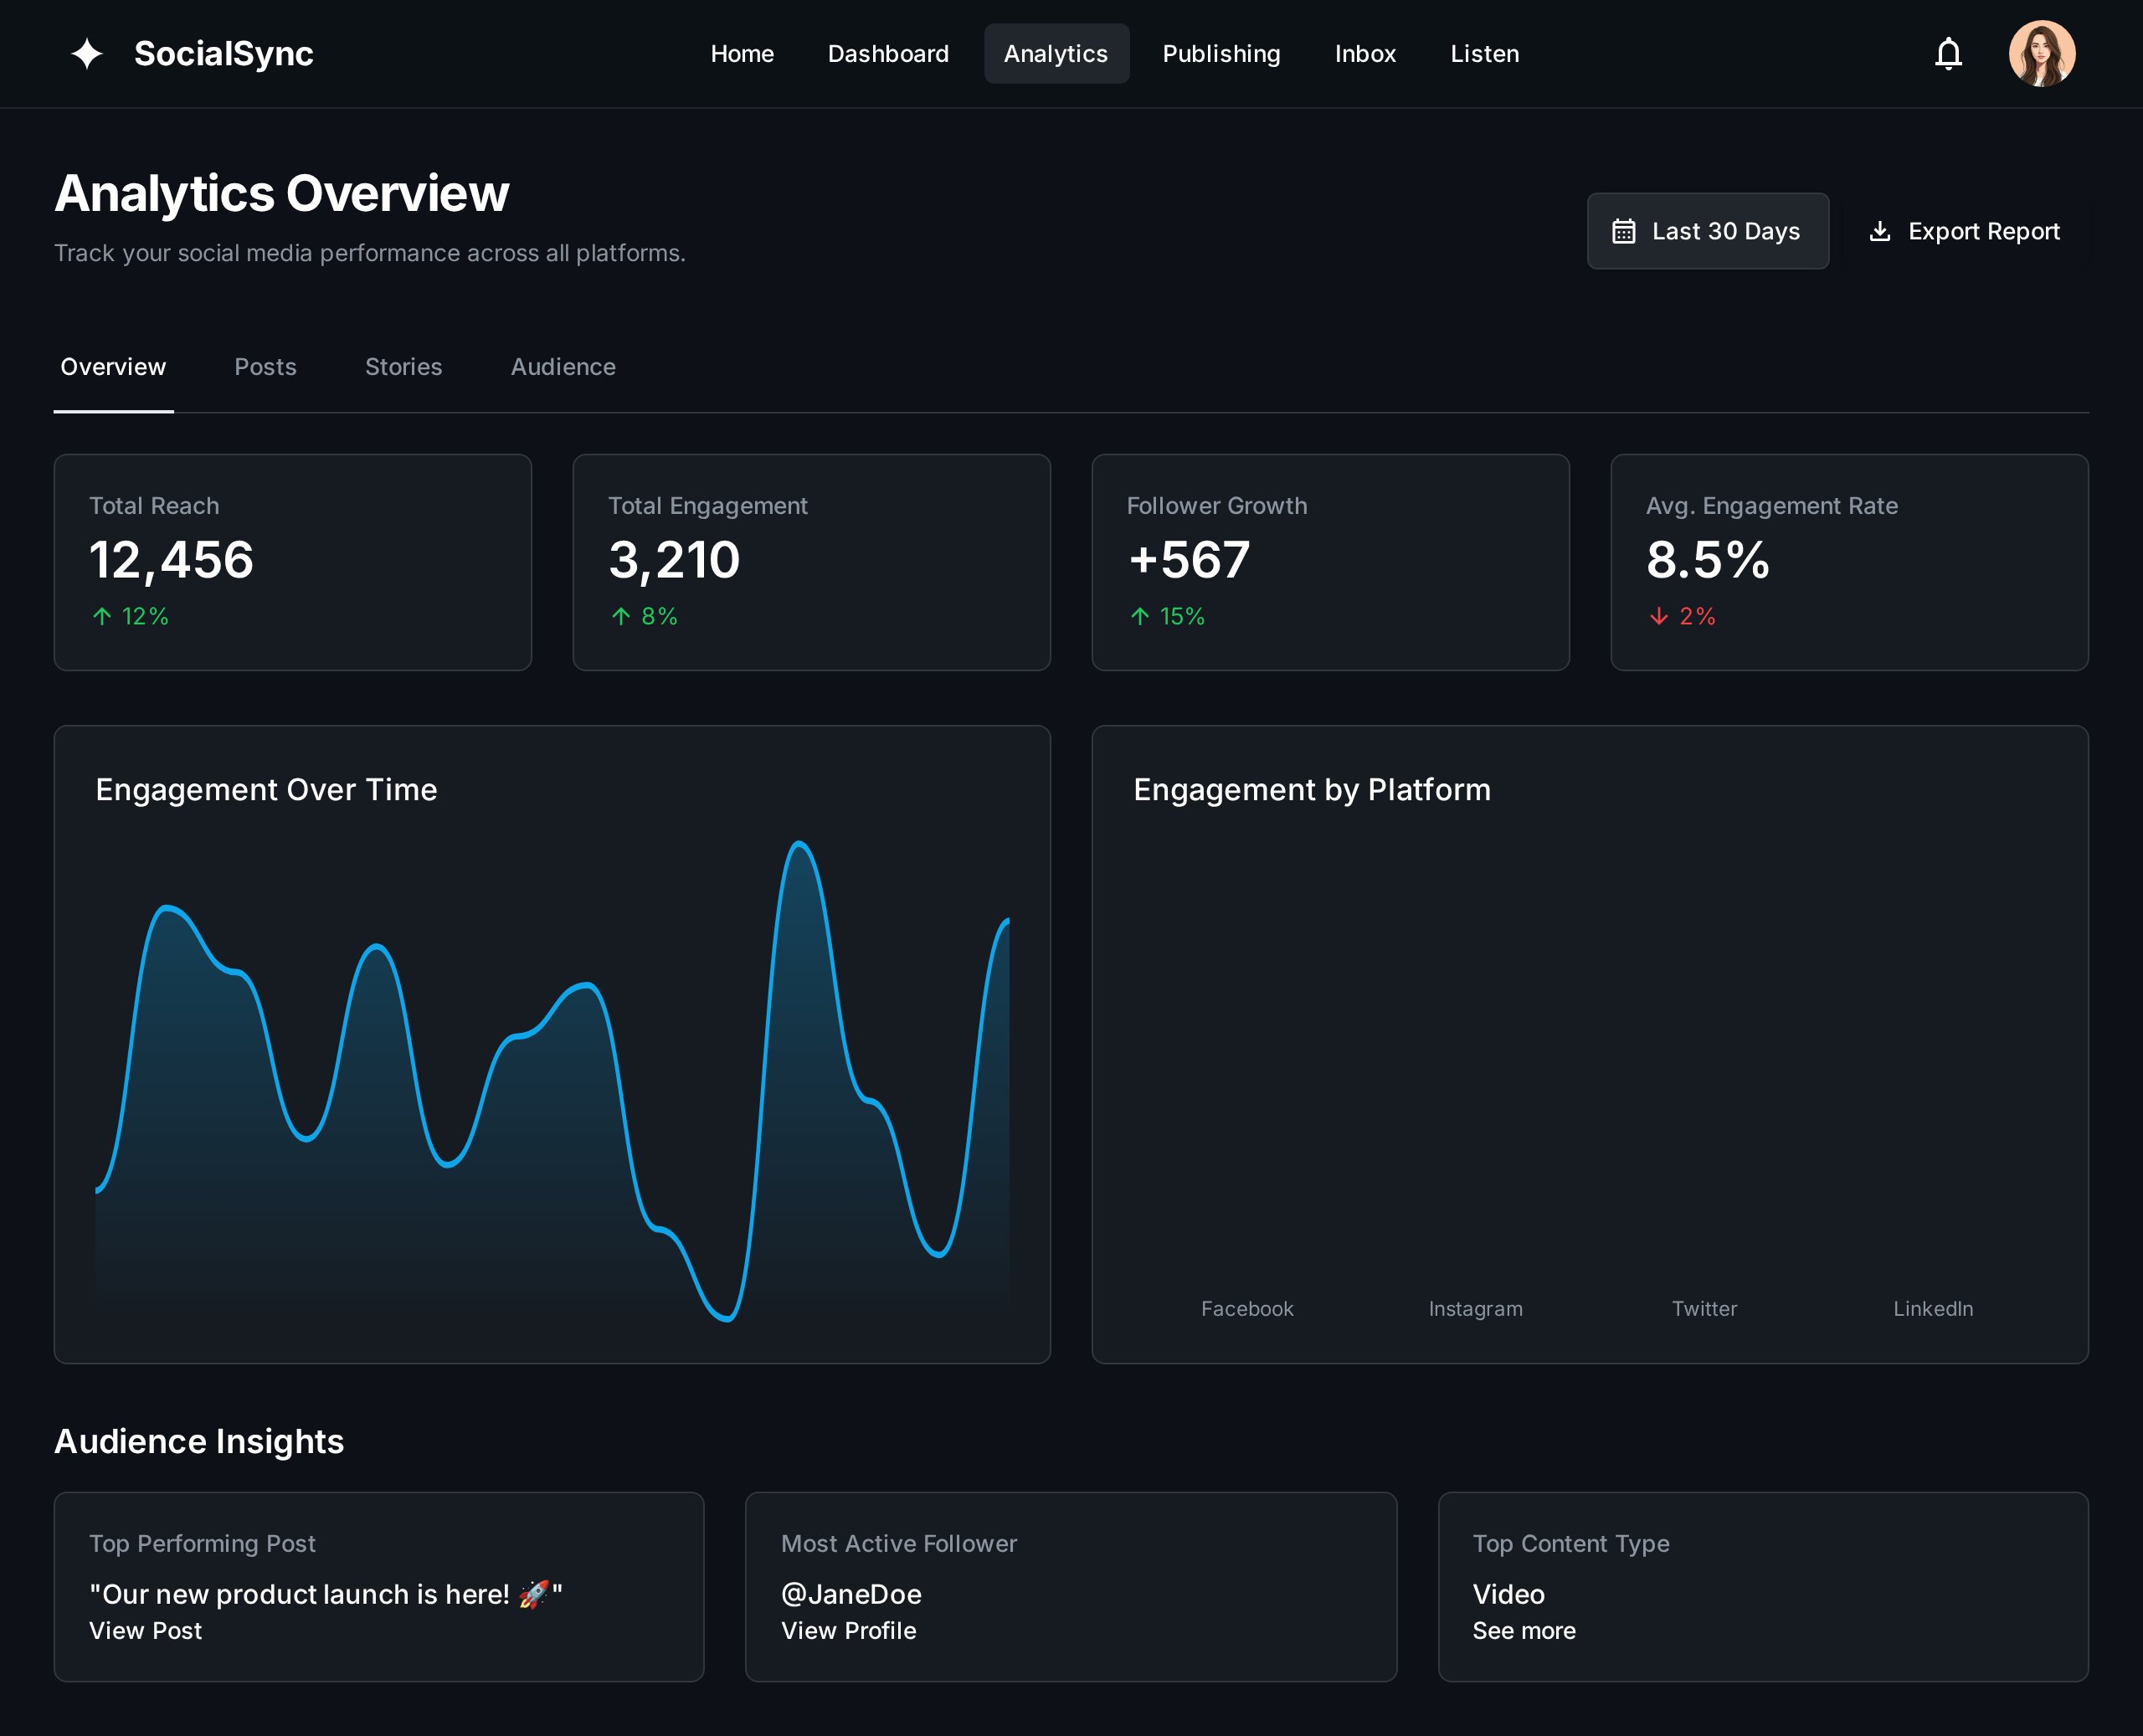 SocialSync
Home
Dashboard
Analytics
Publishing
Inbox
Listen
Analytics Overview
Track your social media performance across all platforms.
Last 30 Days
Export Report
Overview
Posts
Stories
Audience
Total Reach
12,456
↑ 12%
Total Engagement
3,210
↑ 8%
Follower Growth
+567
↑ 15%
Avg. Engagement Rate
8.5%
↓ 2%
Engagement Over Time
Engagement by Platform
Facebook
Instagram
Twitter
LinkedIn
Audience Insights
Top Performing Post
"Our new product launch is here! 🚀"
View Post
Most Active Follower
@JaneDoe
View Profile
Top Content Type
Video
See more